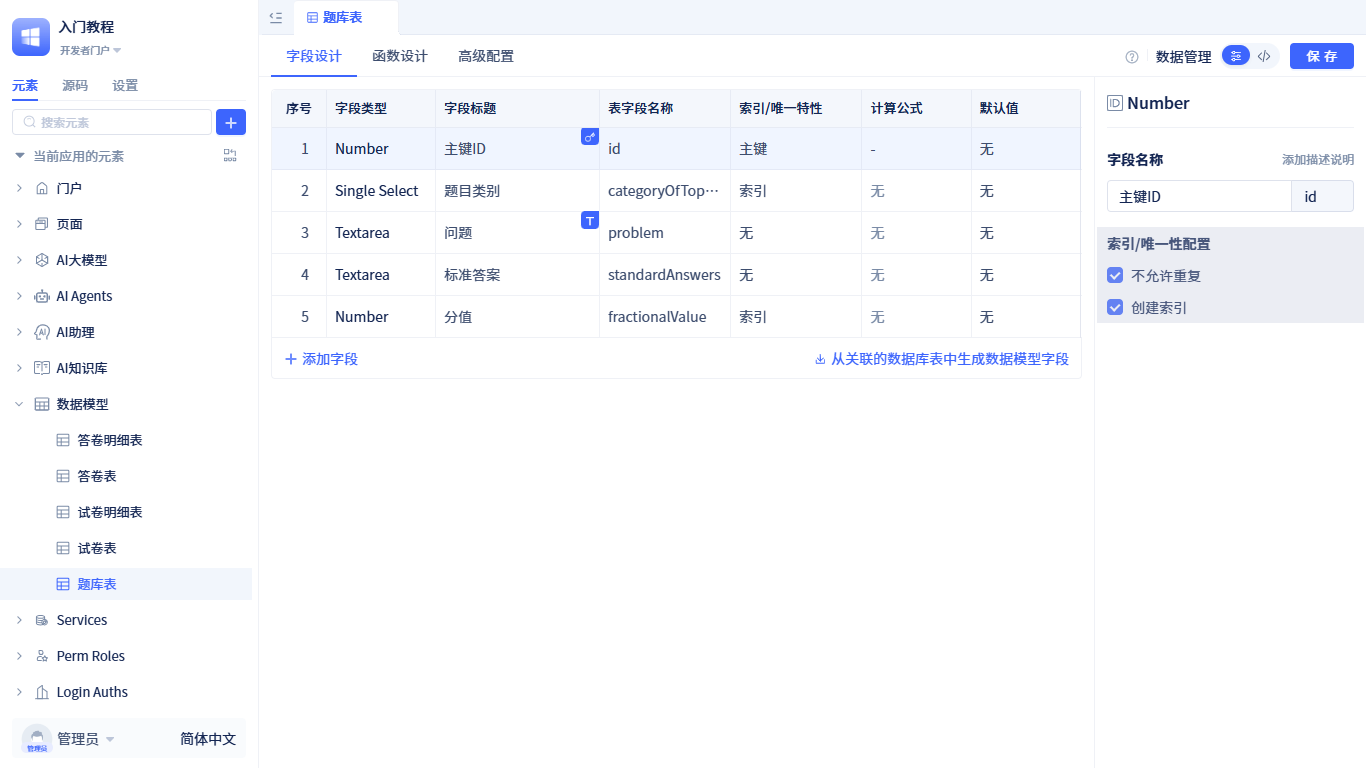 入门教程
开发者门户
元素 源码 设置
搜索元素
当前应用的元素
门户
页面
AI大模型
AI Agents
AI助理
AI知识库
数据模型
答卷明细表
答卷表
试卷明细表
试卷表
题库表
Services
Perm Roles
Login Auths
管理员
管理员 简体中文
题库表
字段设计 函数设计 高级配置
数据管理 保 存
序号 字段类型 字段标题 表字段名称 索引/唯一特性 计算公式 默认值
1 Number 主键ID id 主键 - 无
2 Single Select 题目类别 categoryOfTop··· 索引 无 无
T
3 Textarea 问题 problem 无 无 无
4 Textarea 标准答案 standardAnswers 无 无 无
5 Number 分值 fractionalValue 索引 无 无
添加字段 从关联的数据库表中生成数据模型字段
ID Number
字段名称 添加描述说明
主键ID id
索引/唯一性配置
不允许重复
创建索引